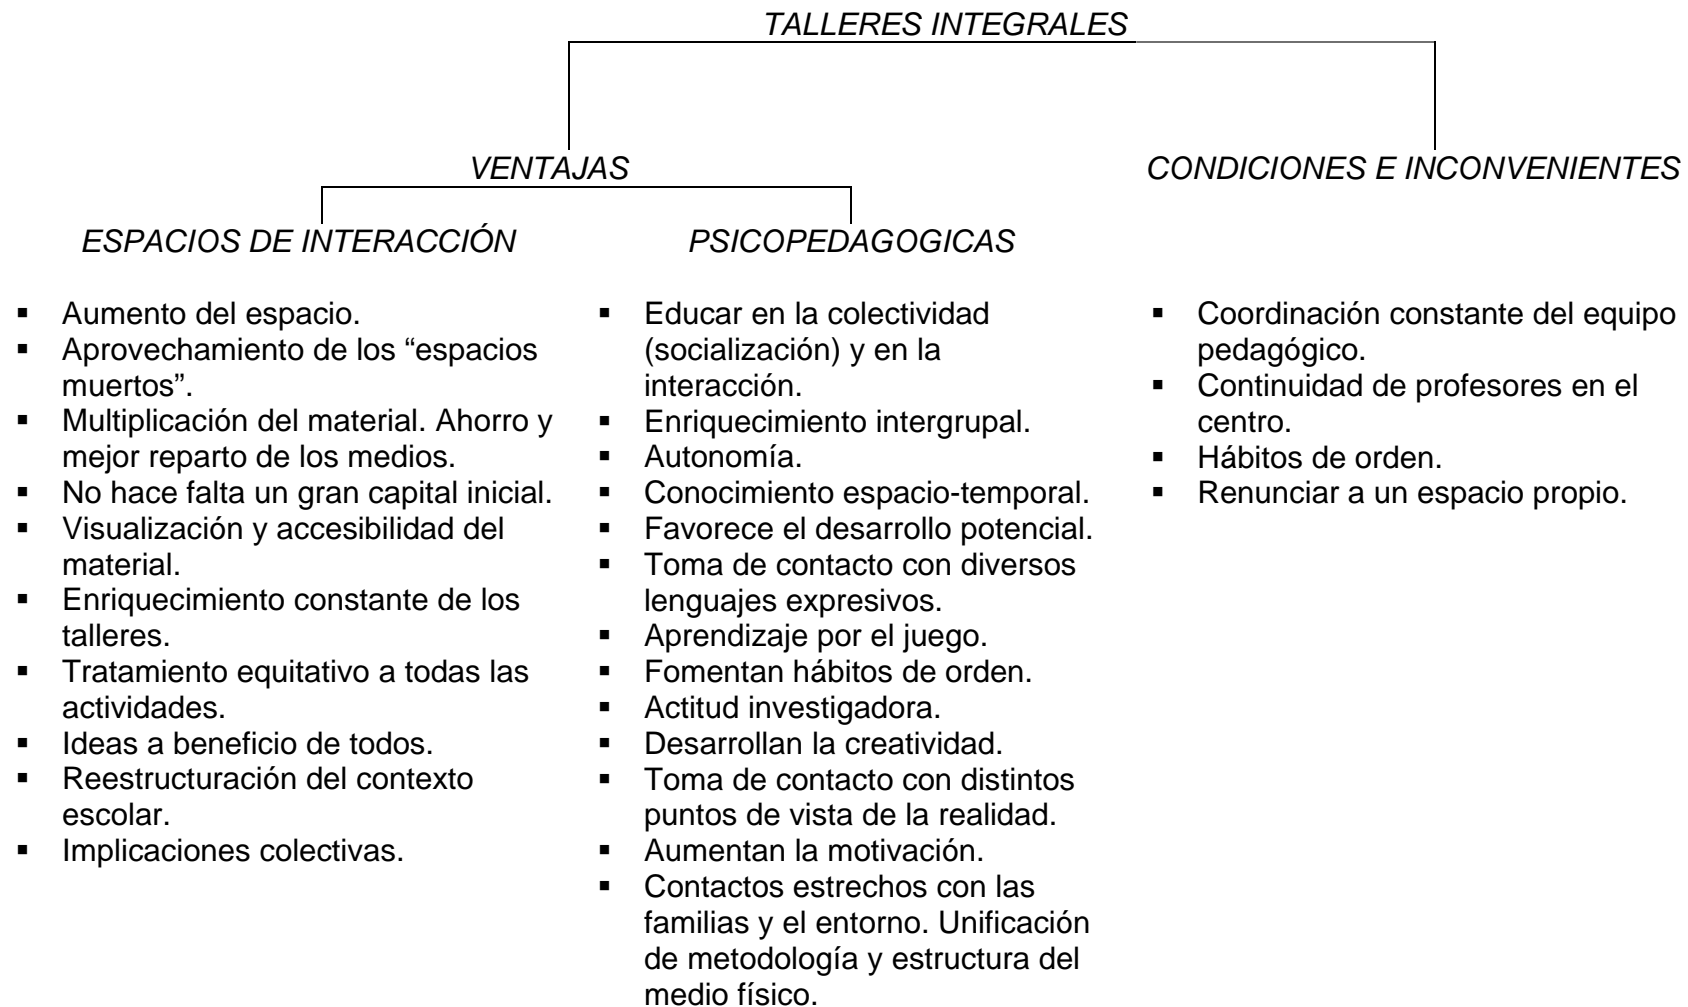 TALLERES INTEGRALES
VENTAJAS
CONDICIONES E INCONVENIENTES
ESPACIOS DE INTERACCIÓN
PSICOPEDAGOGICAS
▪ Aumento del espacio.
▪ Aprovechamiento de los “espacios
muertos”.
▪ Multiplicación del material. Ahorro y
mejor reparto de los medios.
▪ No hace falta un gran capital inicial.
▪ Visualización y accesibilidad del
material.
▪ Enriquecimiento constante de los
talleres.
▪ Tratamiento equitativo a todas las
actividades.
▪ Ideas a beneficio de todos.
▪ Reestructuración del contexto
escolar.
▪ Implicaciones colectivas.
▪ Educar en la colectividad
(socialización) y en la
interacción.
▪ Enriquecimiento intergrupal.
▪ Autonomía.
▪ Conocimiento espacio-temporal.
▪ Favorece el desarrollo potencial.
▪ Toma de contacto con diversos
lenguajes expresivos.
▪ Aprendizaje por el juego.
▪ Fomentan hábitos de orden.
▪ Actitud investigadora.
▪ Desarrollan la creatividad.
▪ Toma de contacto con distintos
puntos de vista de la realidad.
▪ Aumentan la motivación.
▪ Contactos estrechos con las
familias y el entorno. Unificación
de metodología y estructura del
medio físico.
▪ Coordinación constante del equipo
pedagógico.
▪ Continuidad de profesores en el
centro.
▪ Hábitos de orden.
▪ Renunciar a un espacio propio.